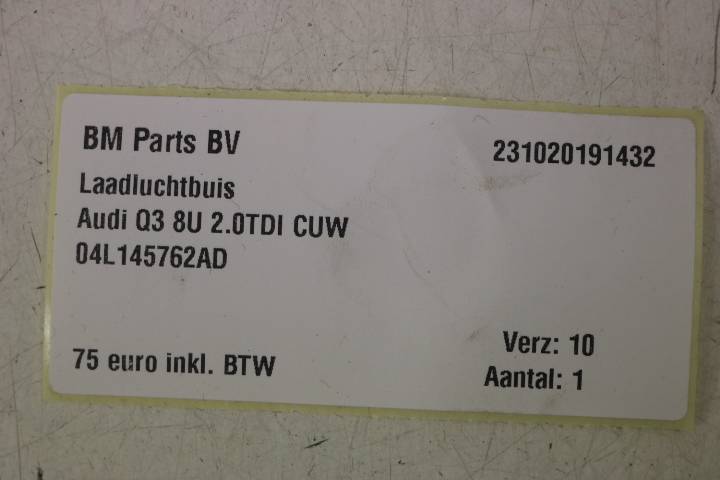 BM Parts BV
231020191432
Laadluchtbuis
Audi Q3 8U 2.0TDI CUW
04L145762AD
Verz: 10
75 euro inkl. BTW
Aantal: 1